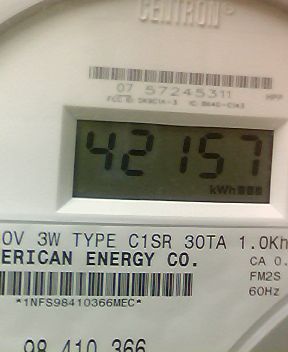 CENTRON®
07 57245311
42157
kWh
0V 3W TYPE C1SR 30TA 1.0Kh
ERICAN ENERGY CO.
CA 0.
FM2S
60Hz
*1NFS98410366MEC*
98 410 366